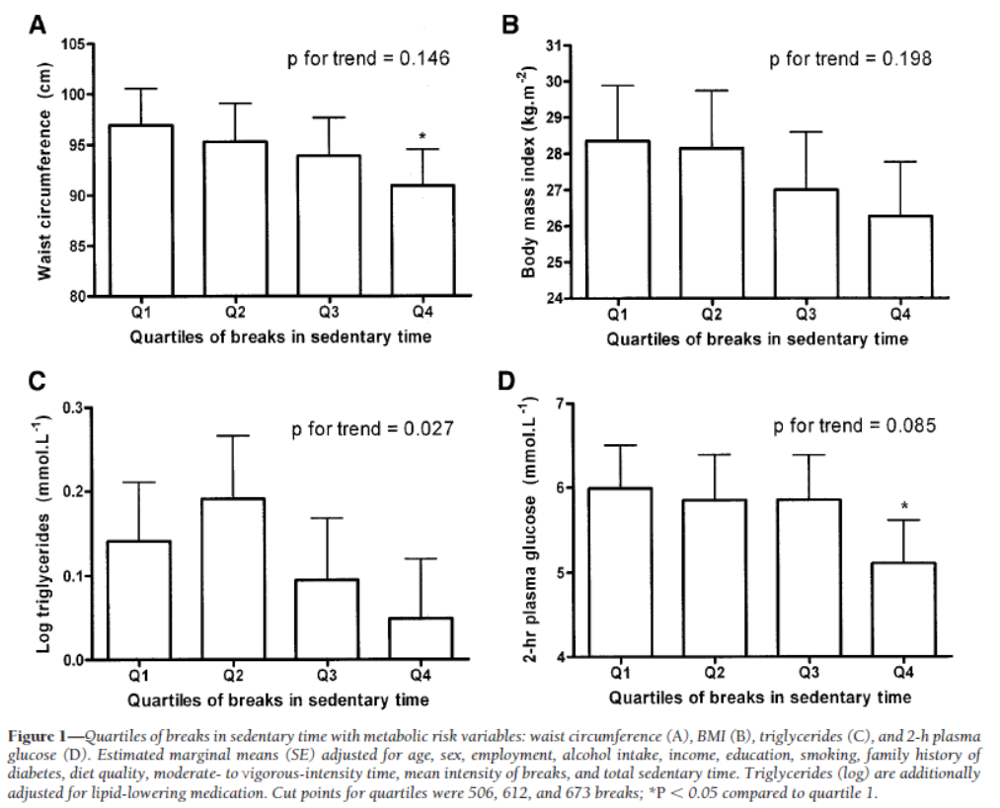 A
Waist circumference (cm)
105
100
95
90
85
80
p for trend = 0.146
*
Q1 Q2 Q3 Q4
Quartiles of breaks in sedentary time
B
Body mass index (kg.m-2)
31
30
29
28
27
26
25
24
p for trend = 0.198
Q1 Q2 Q3 Q4
Quartiles of breaks in sedentary time
C
Log triglycerides (mmol.L-1)
0.3
0.2
0.1
0.0
p for trend = 0.027
Q1 Q2 Q3 Q4
Quartiles of breaks in sedentary time
D
2-hr plasma glucose (mmol.L-1)
7
6
5
4
p for trend = 0.085
*
Q1 Q2 Q3 Q4
Quartiles of breaks in sedentary time
Figure 1—Quartiles of breaks in sedentary time with metabolic risk variables: waist circumference (A), BMI (B), triglycerides (C), and 2-h plasma
glucose (D). Estimated marginal means (SE) adjusted for age, sex, employment, alcohol intake, income, education, smoking, family history of
diabetes, diet quality, moderate- to vigorous-intensity time, mean intensity of breaks, and total sedentary time. Triglycerides (log) are additionally
adjusted for lipid-lowering medication. Cut points for quartiles were 506, 612, and 673 breaks; *P < 0.05 compared to quartile 1.